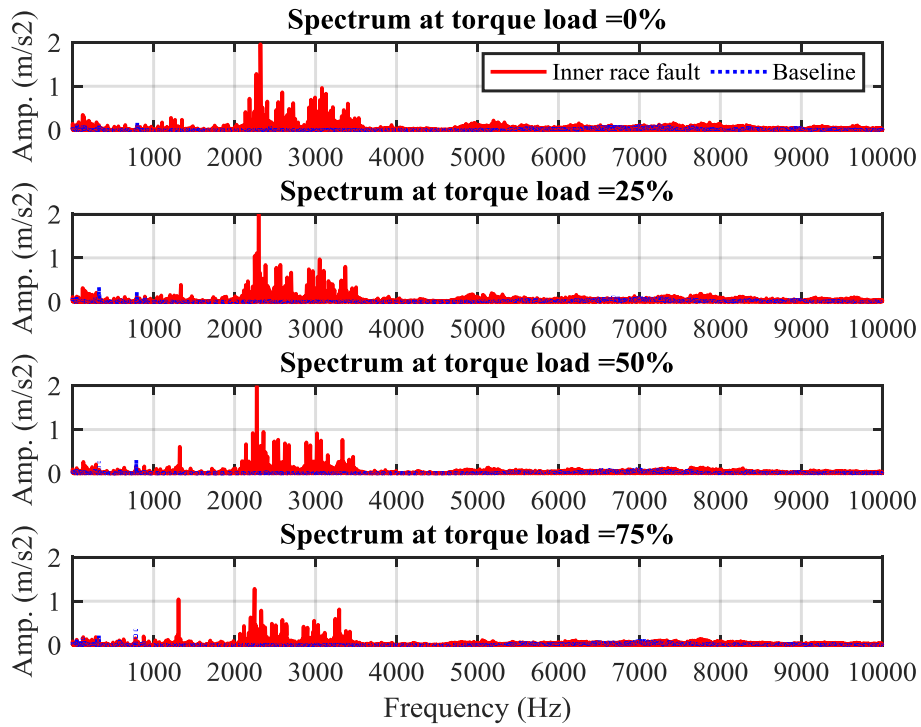 Spectrum at torque load =0%
Amp. (m/s2)
2
1
0
Inner race fault
Baseline
1000 2000 3000 4000 5000 6000 7000 8000 9000 10000
Spectrum at torque load =25%
Amp. (m/s2)
2
1
0
1000 2000 3000 4000 5000 6000 7000 8000 9000 10000
Spectrum at torque load =50%
Amp. (m/s2)
2
1
0
1000 2000 3000 4000 5000 6000 7000 8000 9000 10000
Spectrum at torque load =75%
Amp. (m/s2)
2
1
0
1000 2000 3000 4000 5000 6000 7000 8000 9000 10000
Frequency (Hz)